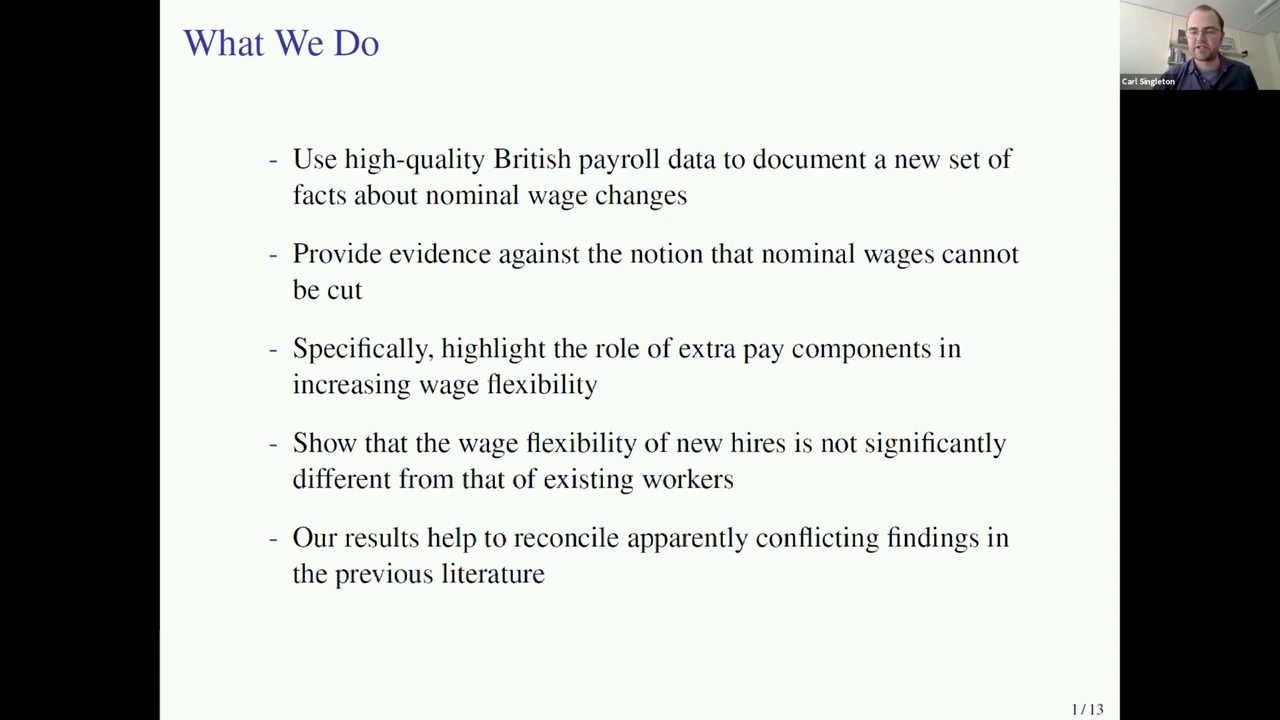 What We Do
Carl Singleton
- Use high-quality British payroll data to document a new set of
facts about nominal wage changes
- Provide evidence against the notion that nominal wages cannot
be cut
- Specifically, highlight the role of extra pay components in
increasing wage flexibility
- Show that the wage flexibility of new hires is not significantly
different from that of existing workers
- Our results help to reconcile apparently conflicting findings in
the previous literature
1 / 13